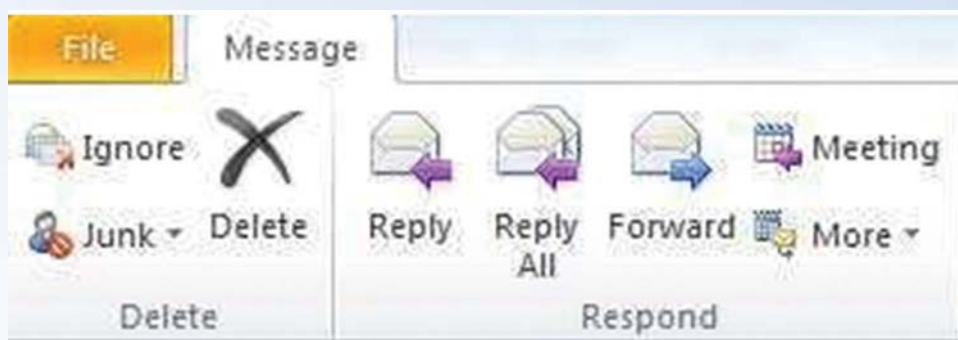 File Message
Ignore
Junk Delete Reply Reply All Forward Meeting
More
Delete Respond